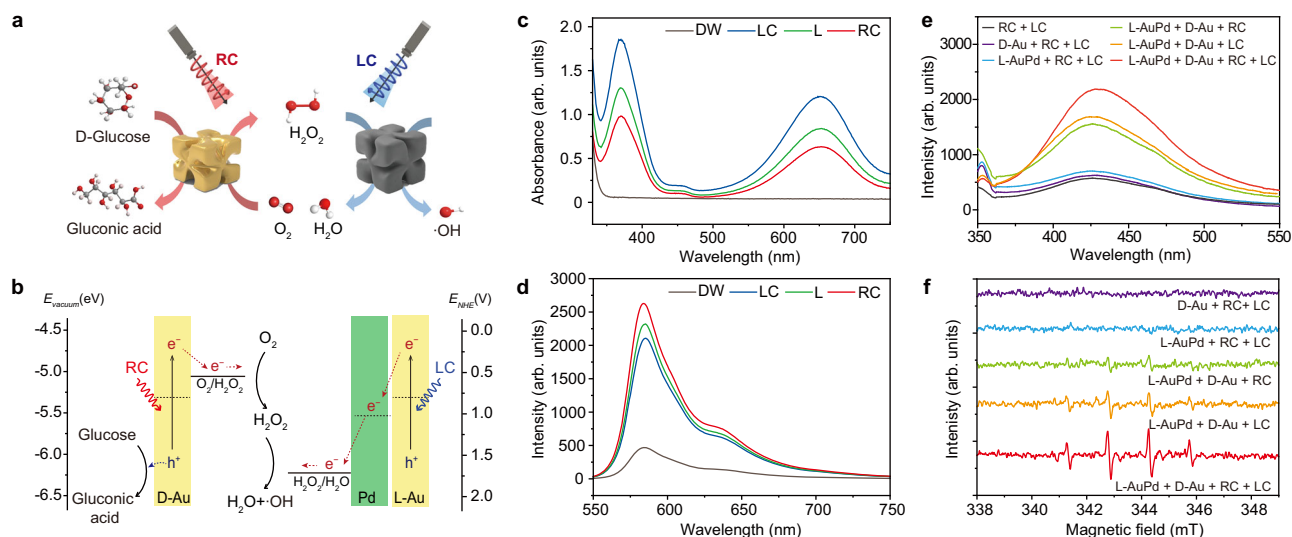 a
RC
LC
D-Glucose
H₂O₂
Gluconic acid
O₂
H₂O
·OH
b
E_vacuum(eV)
E_NHE(V)
-4.5
-5.0
-5.5
-6.0
-6.5
0.0
0.5
1.0
1.5
2.0
RC
e⁻
e⁻
O₂
O₂/H₂O₂
e⁻
LC
e⁻
H₂O₂
Glucose
h⁺
e⁻
h⁺
H₂O₂/H₂O
Gluconic
acid
D-Au
H₂O+·OH
Pd
L-Au
c
DW
LC
L
RC
Absorbance (arb. units)
2.0
1.5
1.0
0.5
0.0
400
500
600
700
Wavelength (nm)
d
DW
LC
L
RC
Intensity (arb. units)
3000
2500
2000
1500
1000
500
0
550
600
650
700
750
Wavelength (nm)
e
RC + LC
D-Au + RC + LC
L-AuPd + RC + LC
L-AuPd + D-Au + RC
L-AuPd + D-Au + LC
L-AuPd + D-Au + RC + LC
Intenisty (arb. units)
3000
2000
1000
0
350
400
450
500
550
Wavelength (nm)
f
D-Au + RC+ LC
L-AuPd + RC + LC
L-AuPd + D-Au + RC
L-AuPd + D-Au + LC
L-AuPd + D-Au + RC + LC
Intenisty (arb. units)
338
340
342
344
346
348
Magnetic field (mT)